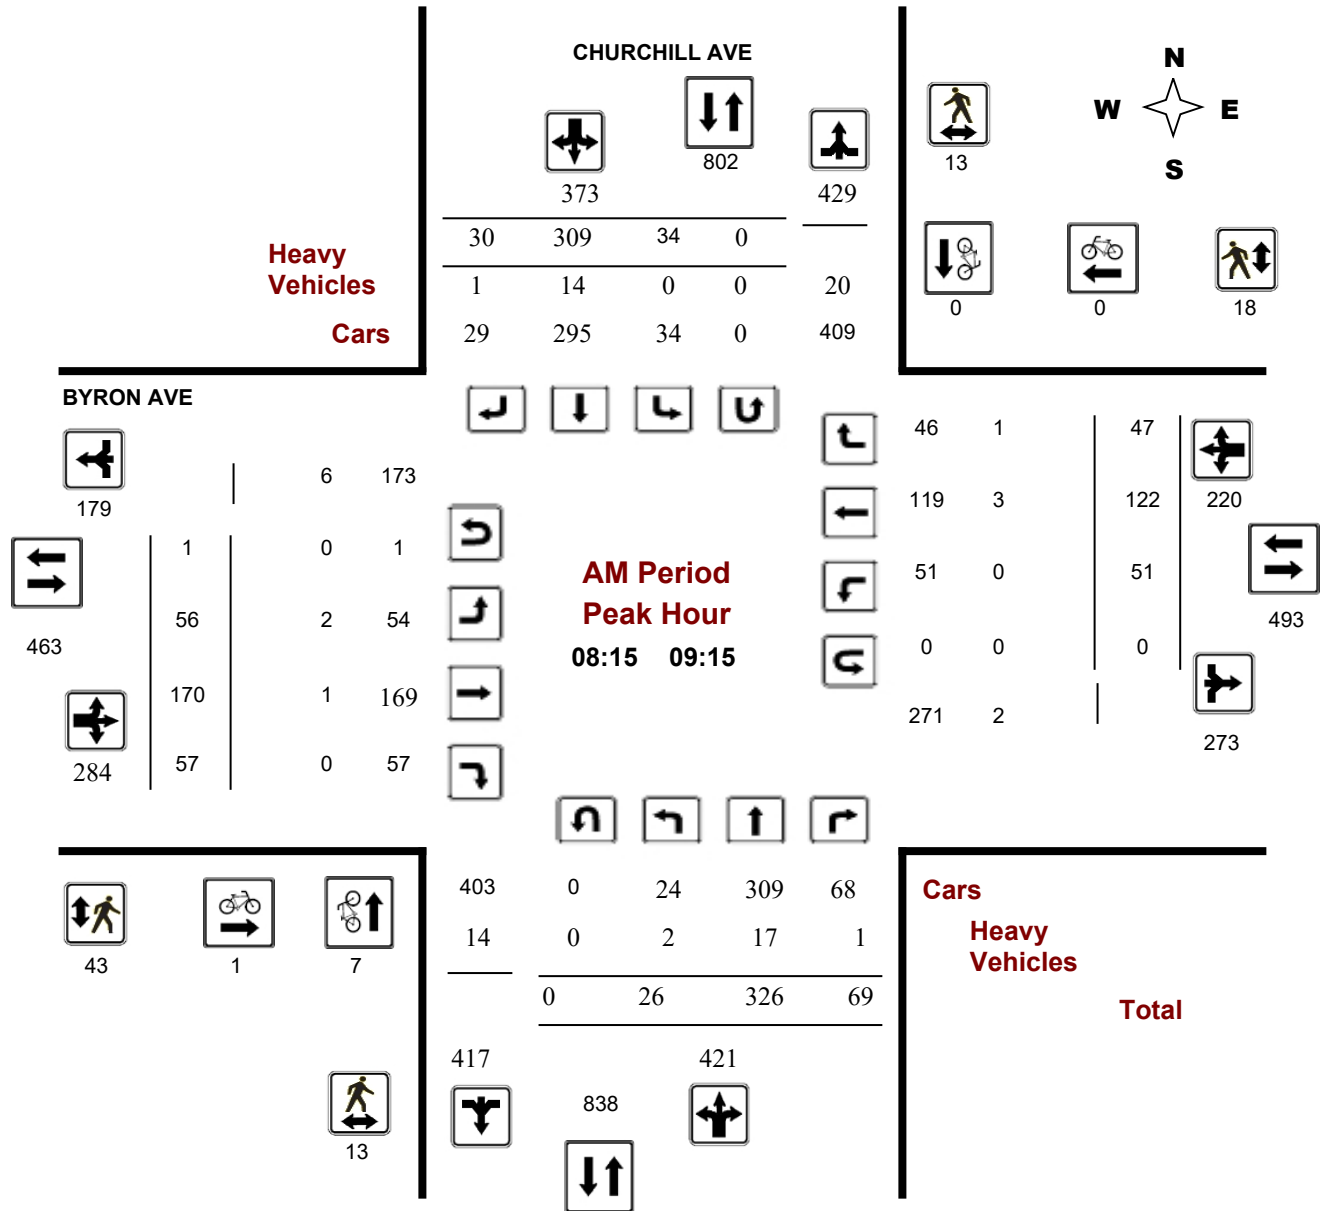 CHURCHILL AVE
N
W E
S
802
13
373
429
30 309 34 0
Heavy
Vehicles
1 14 0 0 20
0 0 18
Cars
29 295 34 0 409
BYRON AVE
46 1 47
6 173
179
119 3 122 220
1 0 1
AM Period
51 0 51
Peak Hour
56 2 54
493
463
08:15 09:15
0 0 0
170 1 169
271 2
273
284 57 0 57
403 0 24 309 68
Cars
14 0 2 17 1
Heavy
Vehicles
43 1 7
0 26 326 69
Total
417 421
838
13